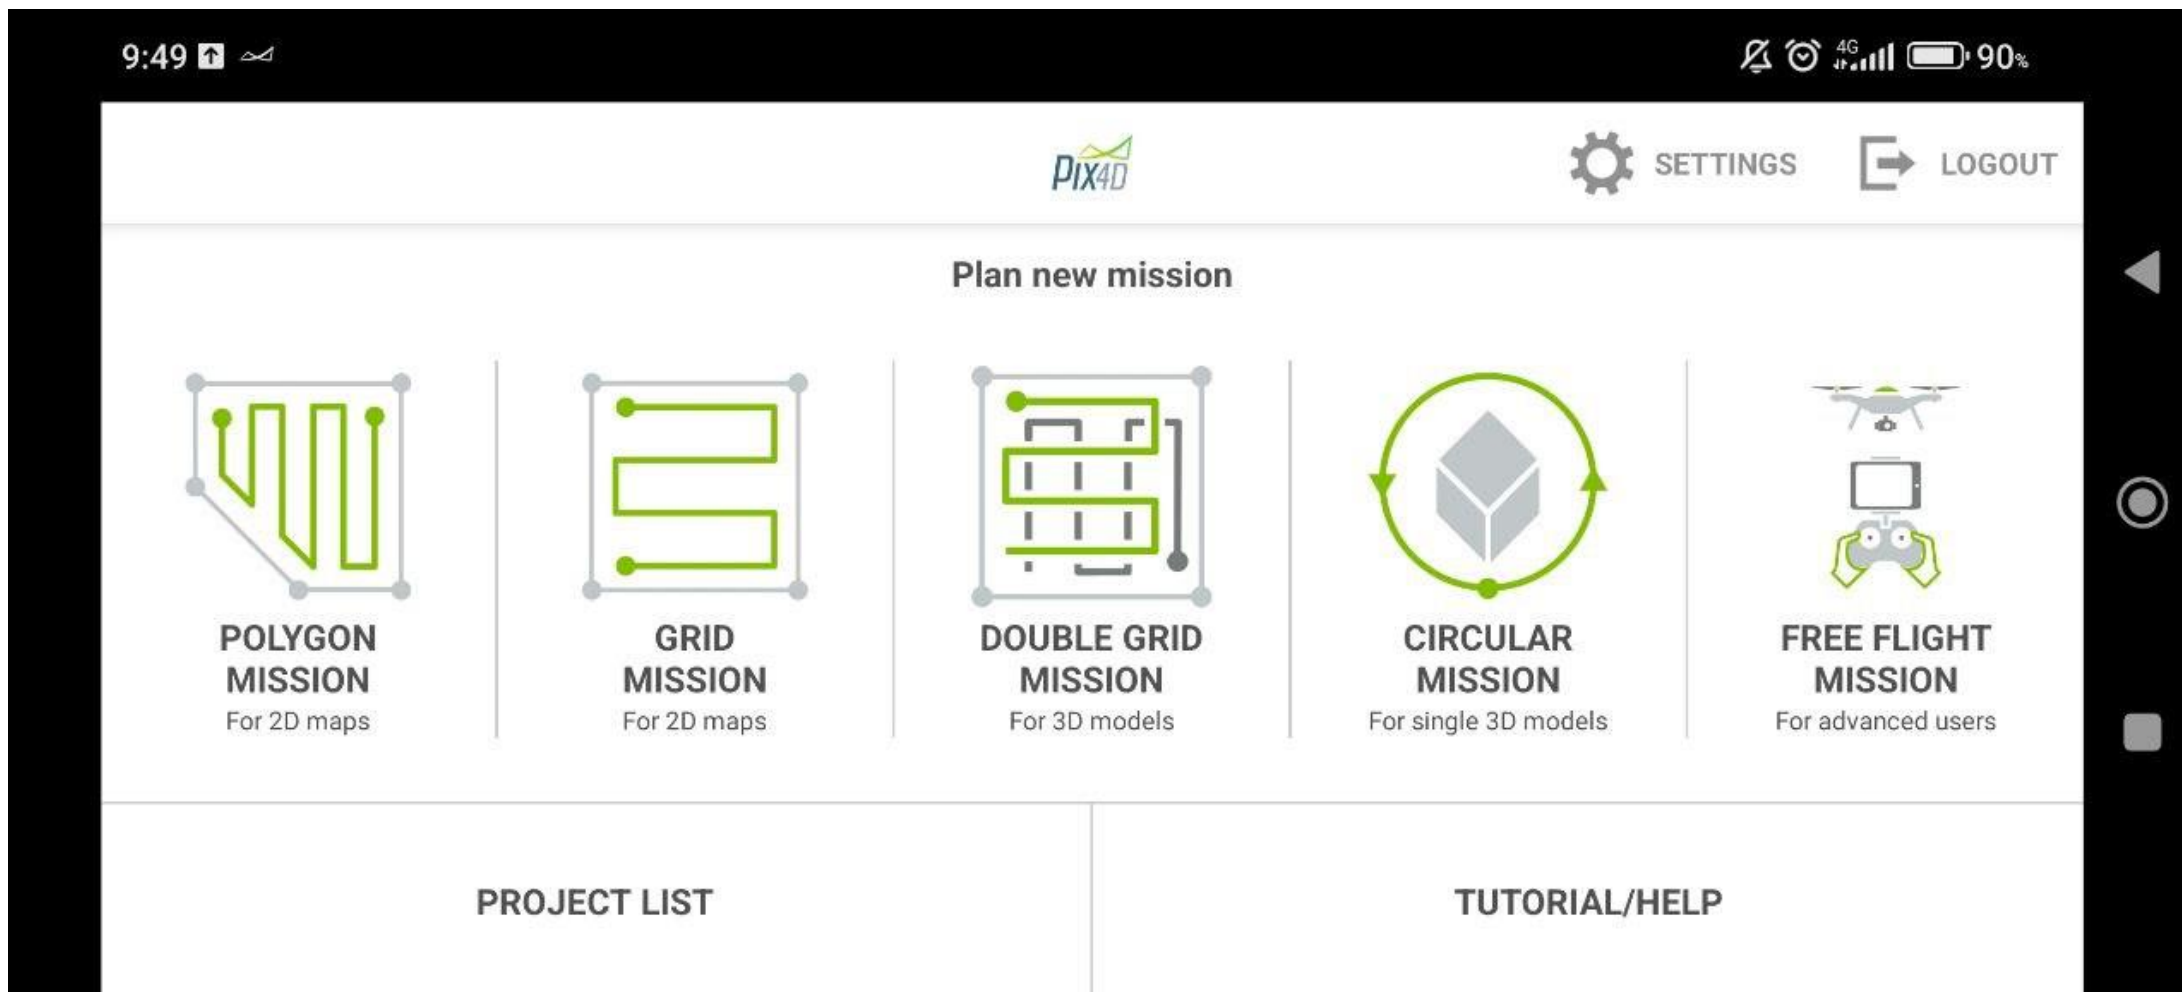 9:49
4G
90%
PIX4D
SETTINGS
LOGOUT
Plan new mission
POLYGON
MISSION
For 2D maps
GRID
MISSION
For 2D maps
DOUBLE GRID
MISSION
For 3D models
CIRCULAR
MISSION
For single 3D models
FREE FLIGHT
MISSION
For advanced users
PROJECT LIST
TUTORIAL/HELP